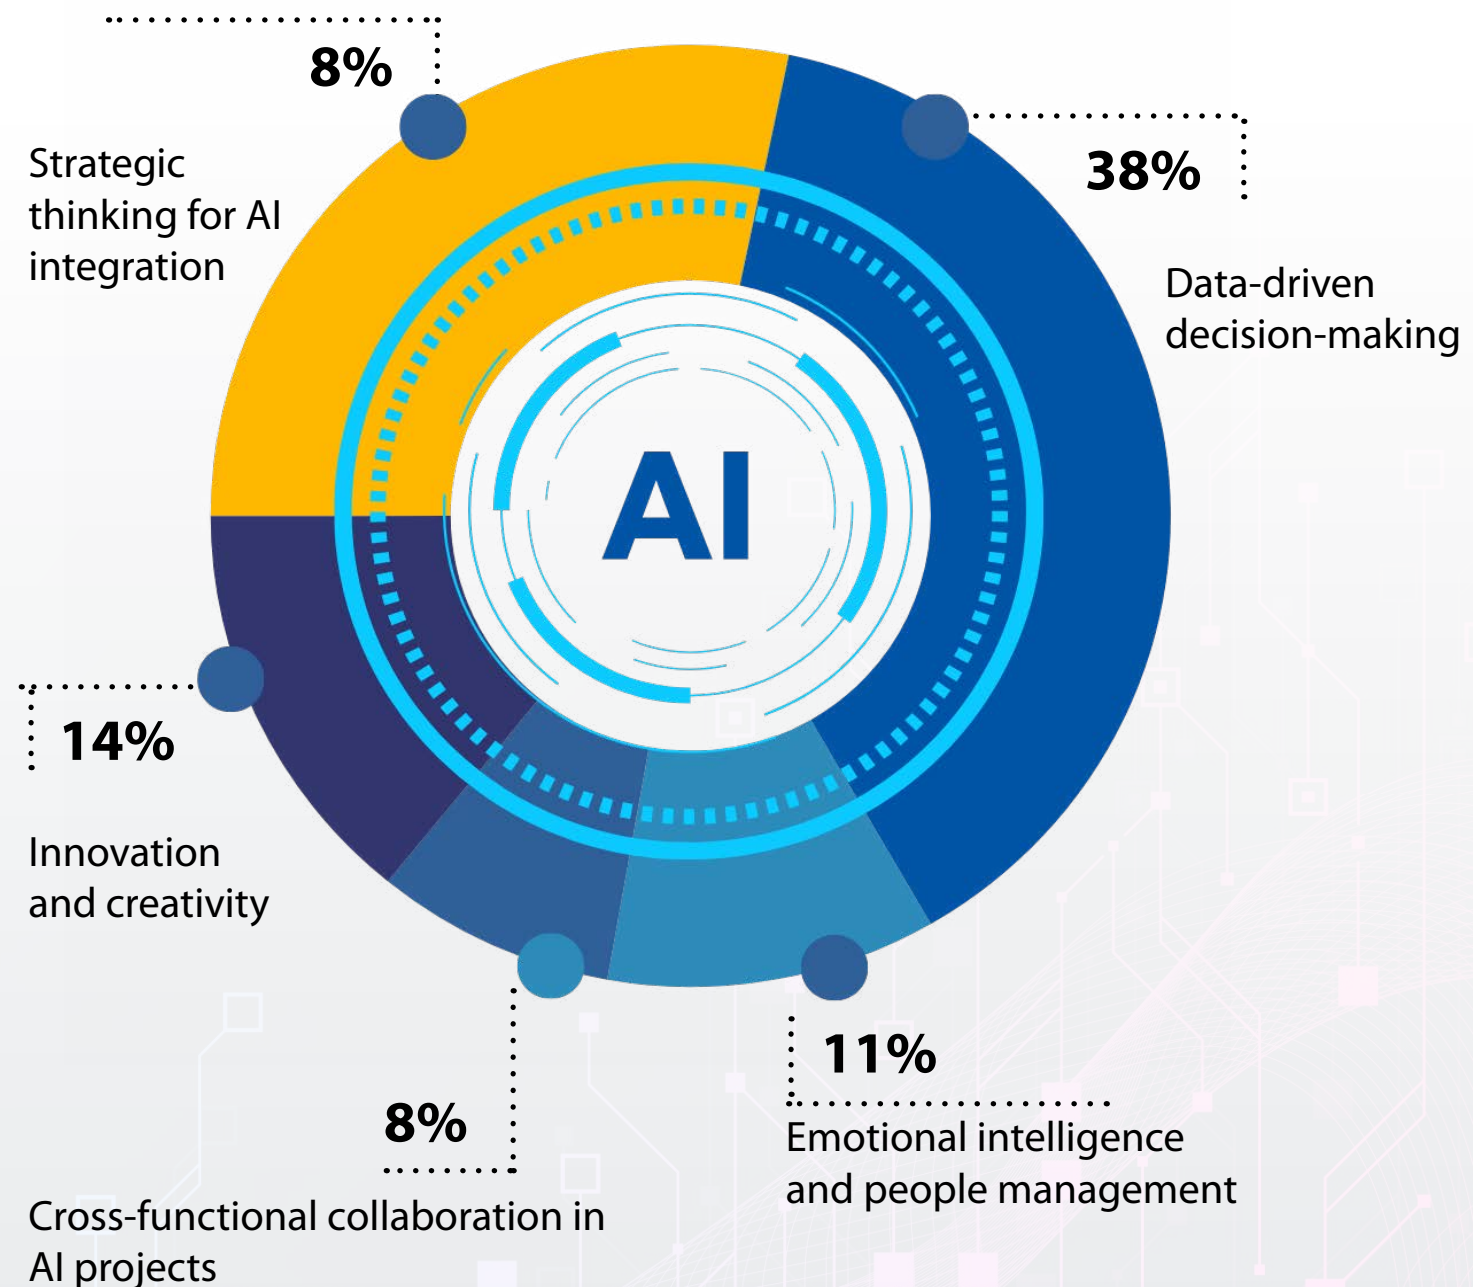 8%
Strategic
thinking for AI
integration
38%
Data-driven
decision-making
AI
14%
Innovation
and creativity
11%
Emotional intelligence
and people management
8%
Cross-functional collaboration in
AI projects